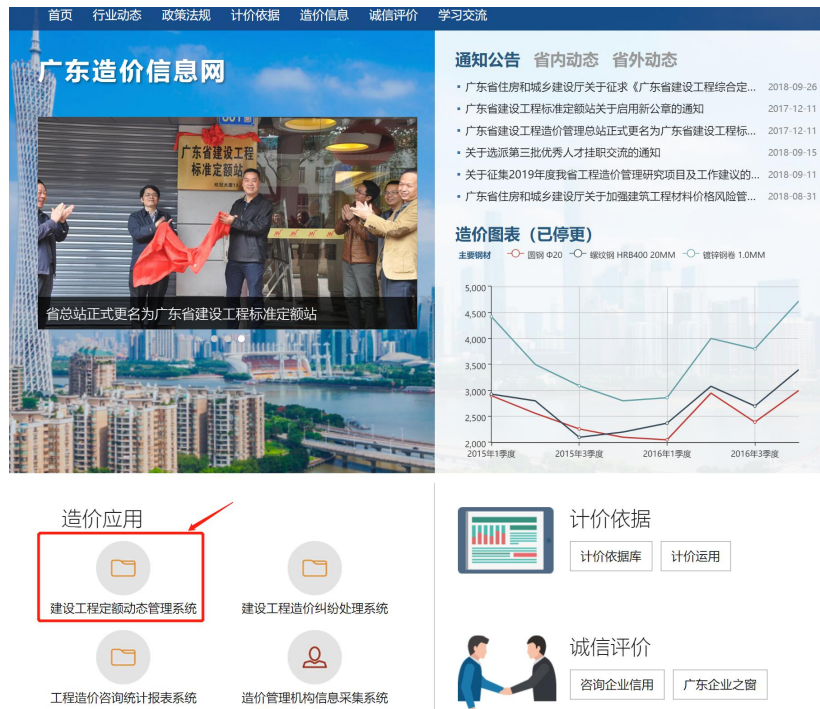 首页 行业动态 政策法规 计价依据 造价信息 诚信评价 学习交流
广东造价信息网
广东省建设工程
标准定额站
省总站正式更名为广东省建设工程标准定额站
通知公告 省内动态 省外动态
广东省住房和城乡建设厅关于征求《广东省建设工程综合定... 2018-09-26
广东省建设工程标准定额站关于启用新公章的通知 2017-12-11
广东省建设工程造价管理总站正式更名为广东省建设工程标... 2017-12-11
关于选派第三批优秀人才挂职交流的通知 2018-09-15
关于征集2019年度我省工程造价管理研究项目及工作建议的... 2018-09-11
广东省住房和城乡建设厅关于加强建筑工程材料价格风险管... 2018-08-31
造价图表（已停更）
主要钢材 圆钢 Φ20 螺纹钢 HRB400 20MM 镀锌钢卷 1.0MM
5,000
4,500
4,000
3,500
3,000
2,500
2,000
2015年1季度 2015年3季度 2016年1季度 2016年3季度
造价应用
建设工程定额动态管理系统 建设工程造价纠纷处理系统
工程造价咨询统计报表系统 造价管理机构信息采集系统
计价依据
计价依据库 计价运用
诚信评价
咨询企业信用 广东企业之窗